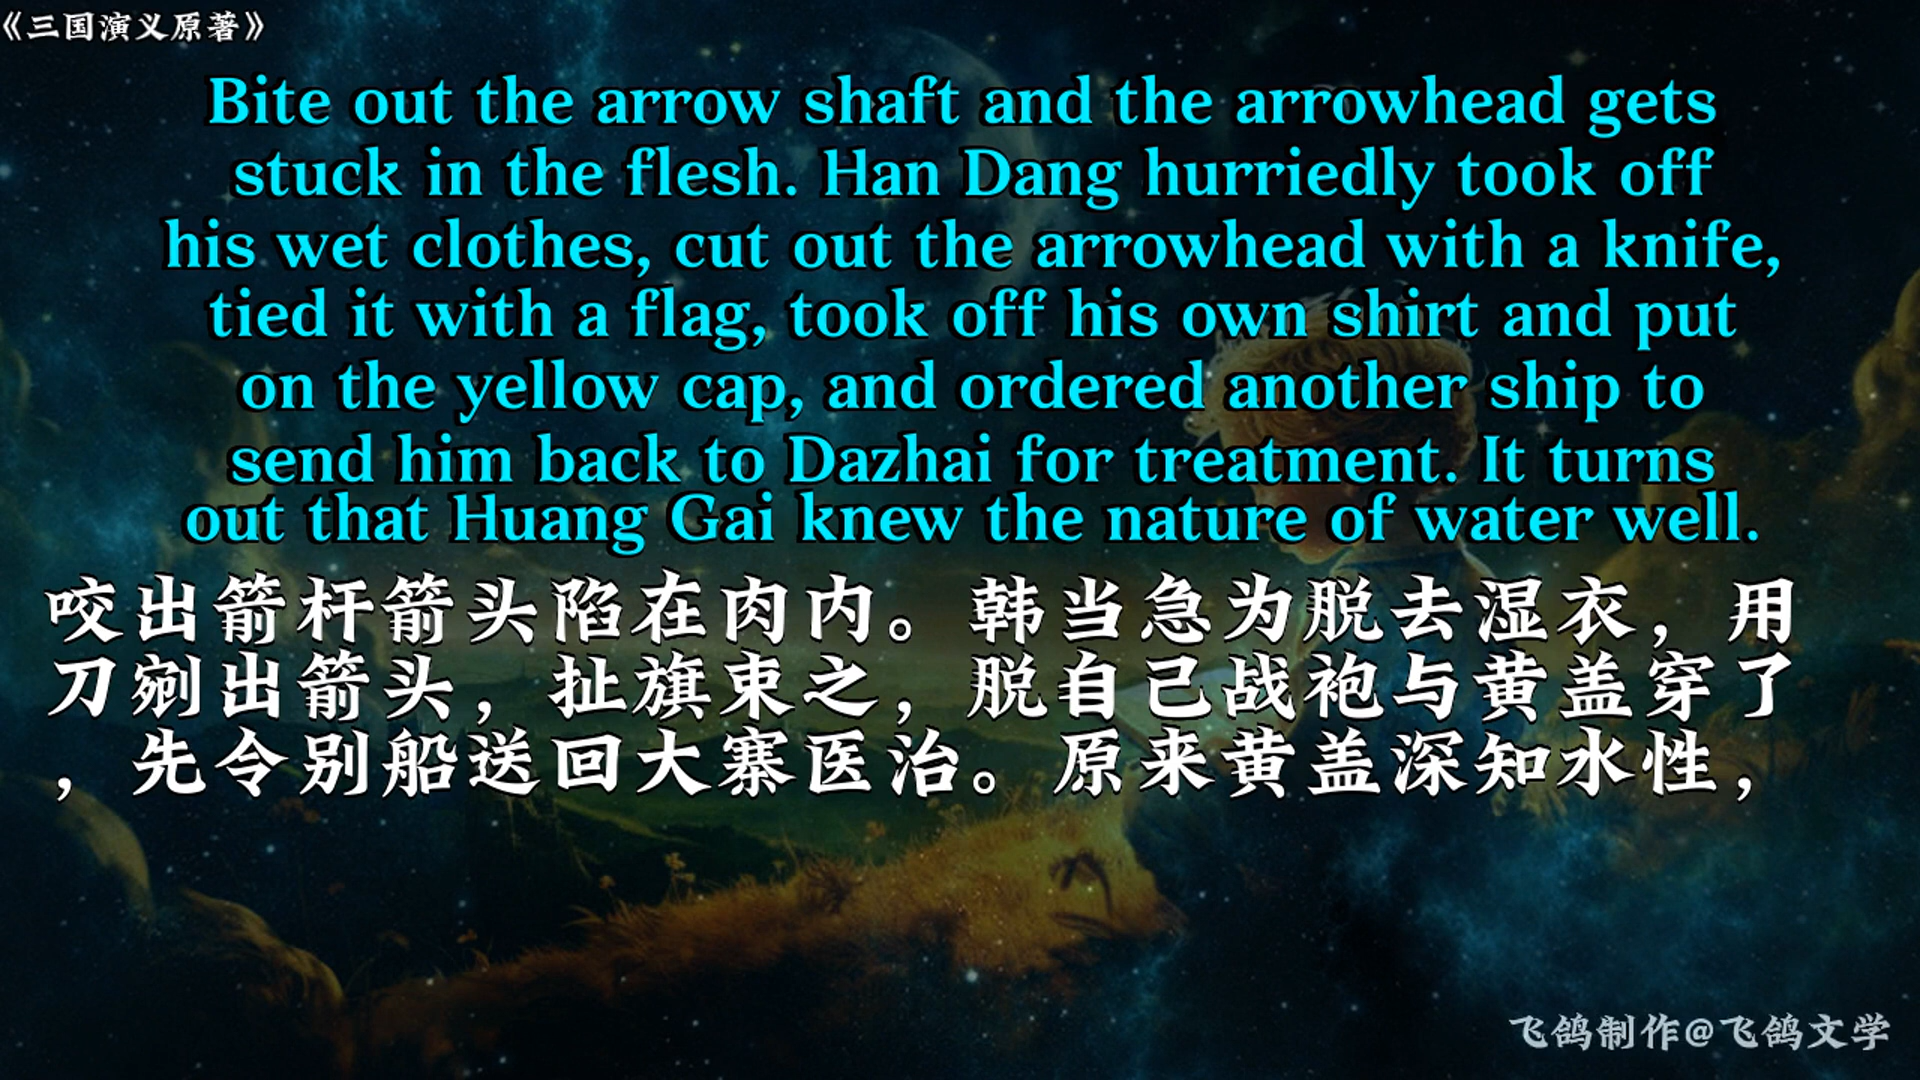 《三国演义原著》
Bite out the arrow shaft and the arrowhead gets
stuck in the flesh. Han Dang hurriedly took off
his wet clothes, cut out the arrowhead with a knife,
tied it with a flag, took off his own shirt and put
on the yellow cap, and ordered another ship to
send him back to Dazhai for treatment. It turns
out that Huang Gai knew the nature of water well.
咬出箭杆箭头陷在肉内。韩当急为脱去湿衣，用
刀剜出箭头，扯旗束之，脱自己战袍与黄盖穿了
，先令别船送回大寨医治。原来黄盖深知水性，
飞鸽制作@飞鸽文学